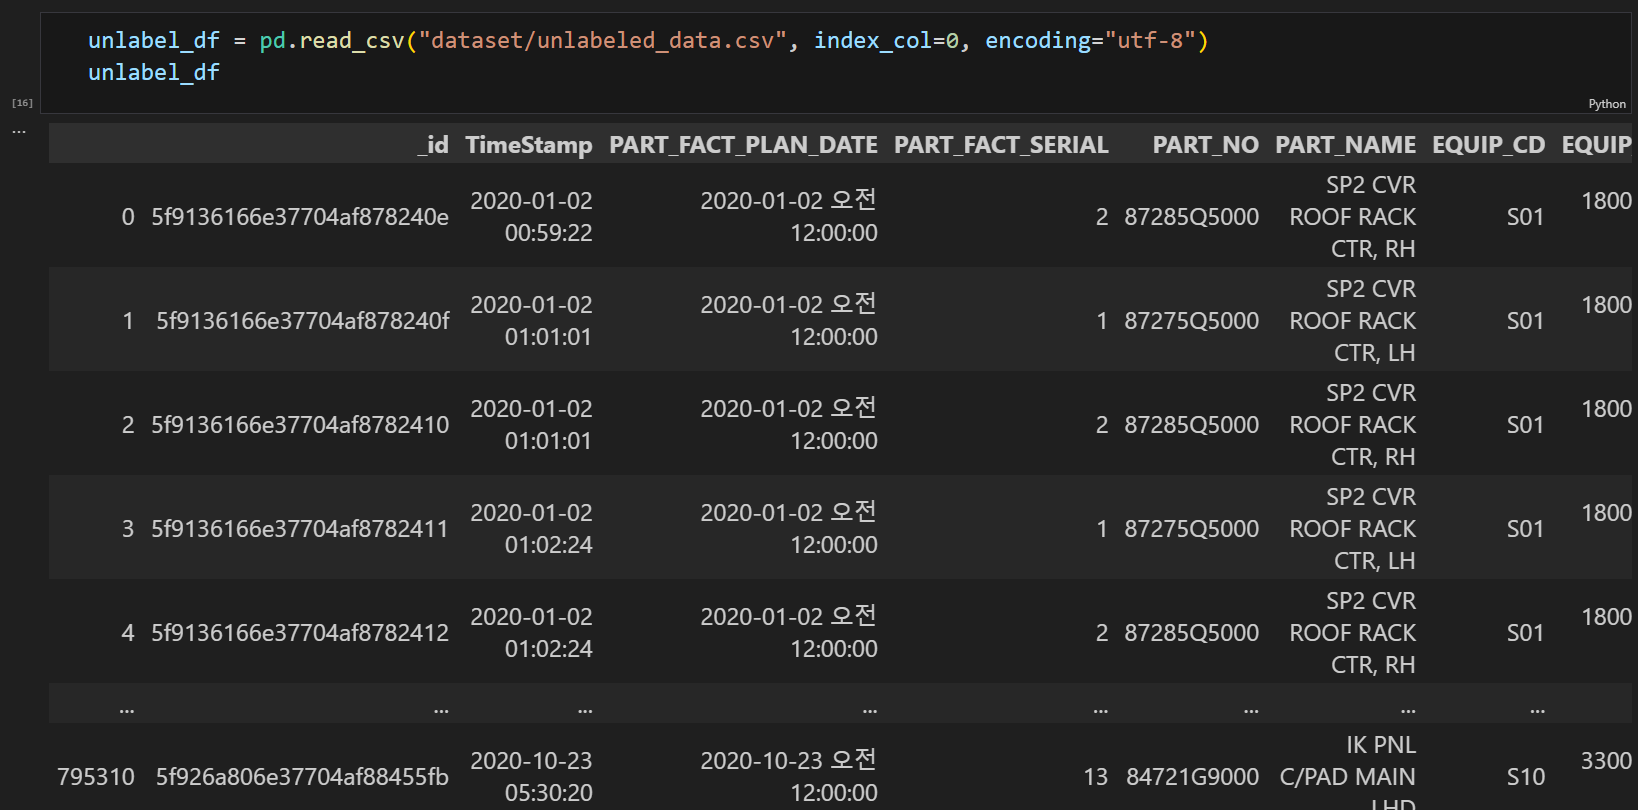 unlabel_df = pd.read_csv("dataset/unlabeled_data.csv", index_col=0, encoding="utf-8")
unlabel_df
[16]
Python
...
_id TimeStamp PART_FACT_PLAN_DATE PART_FACT_SERIAL PART_NO PART_NAME EQUIP_CD EQUIP_
0 5f9136166e37704af878240e 2020-01-02 00:59:22 2020-01-02 오전 12:00:00 2 87285Q5000 SP2 CVR ROOF RACK CTR, RH S01 1800
1 5f9136166e37704af878240f 2020-01-02 01:01:01 2020-01-02 오전 12:00:00 1 87275Q5000 SP2 CVR ROOF RACK CTR, LH S01 1800
2 5f9136166e37704af8782410 2020-01-02 01:01:01 2020-01-02 오전 12:00:00 2 87285Q5000 SP2 CVR ROOF RACK CTR, RH S01 1800
3 5f9136166e37704af8782411 2020-01-02 01:02:24 2020-01-02 오전 12:00:00 1 87275Q5000 SP2 CVR ROOF RACK CTR, LH S01 1800
4 5f9136166e37704af8782412 2020-01-02 01:02:24 2020-01-02 오전 12:00:00 2 87285Q5000 SP2 CVR ROOF RACK CTR, RH S01 1800
... ... ... ... ... ... ... ...
795310 5f926a806e37704af88455fb 2020-10-23 05:30:20 2020-10-23 오전 12:00:00 13 84721G9000 IK PNL C/PAD MAIN LHD S10 3300